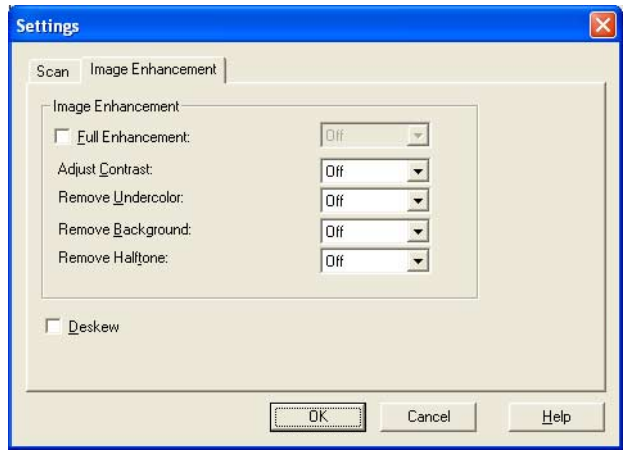 Settings
Scan Image Enhancement
Image Enhancement
Full Enhancement: Off
Adjust Contrast: Off
Remove Undercolor: Off
Remove Background: Off
Remove Halftone: Off
Deskew
OK Cancel Help